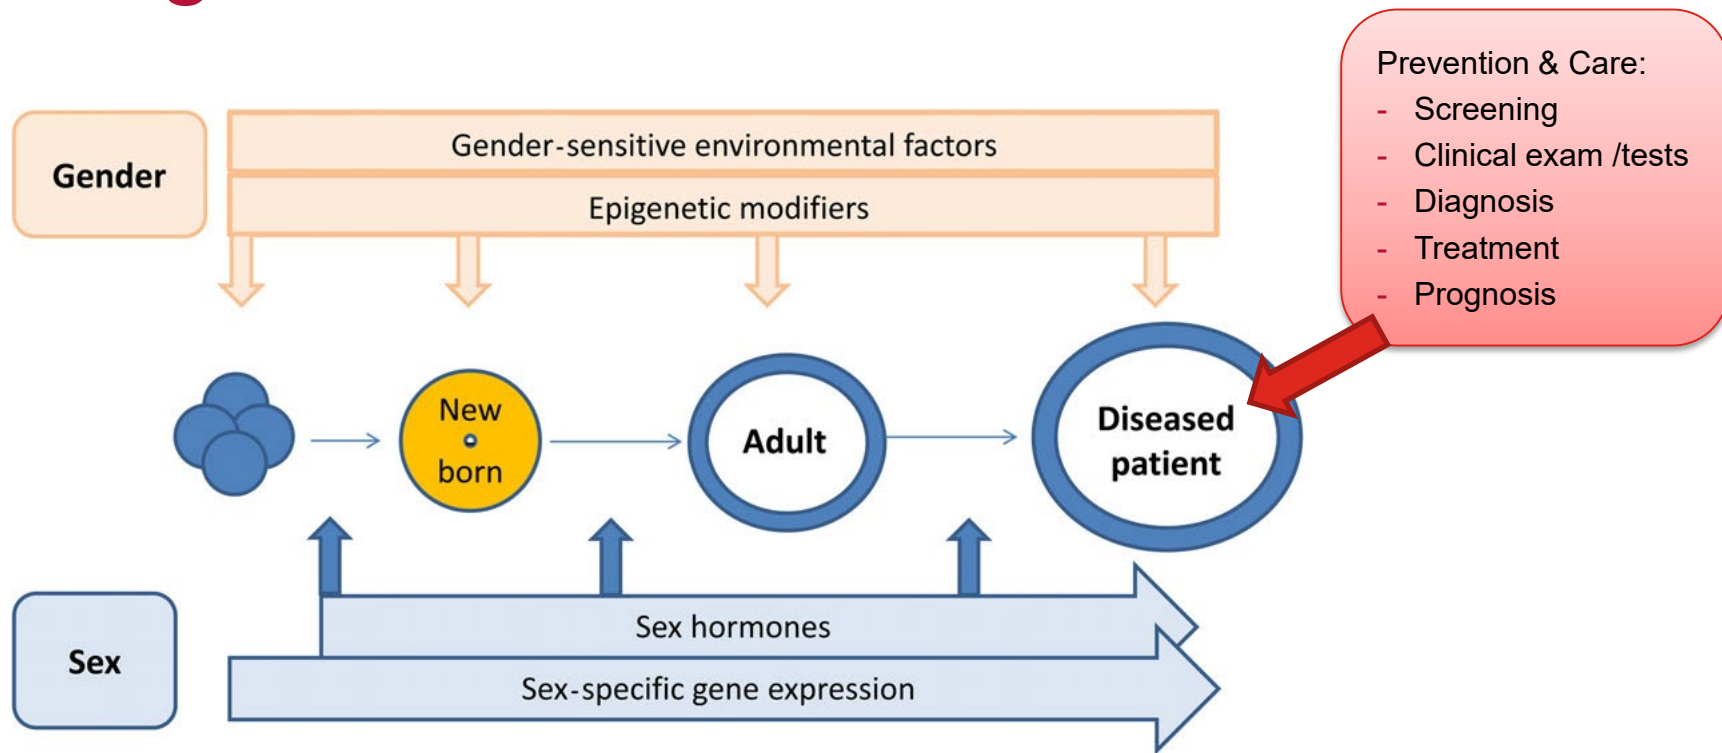 Prevention & Care:
- Screening
- Clinical exam /tests
- Diagnosis
- Treatment
- Prognosis
Gender
Gender-sensitive environmental factors
Epigenetic modifiers
New
born
Adult
Diseased
patient
Sex
Sex hormones
Sex-specific gene expression